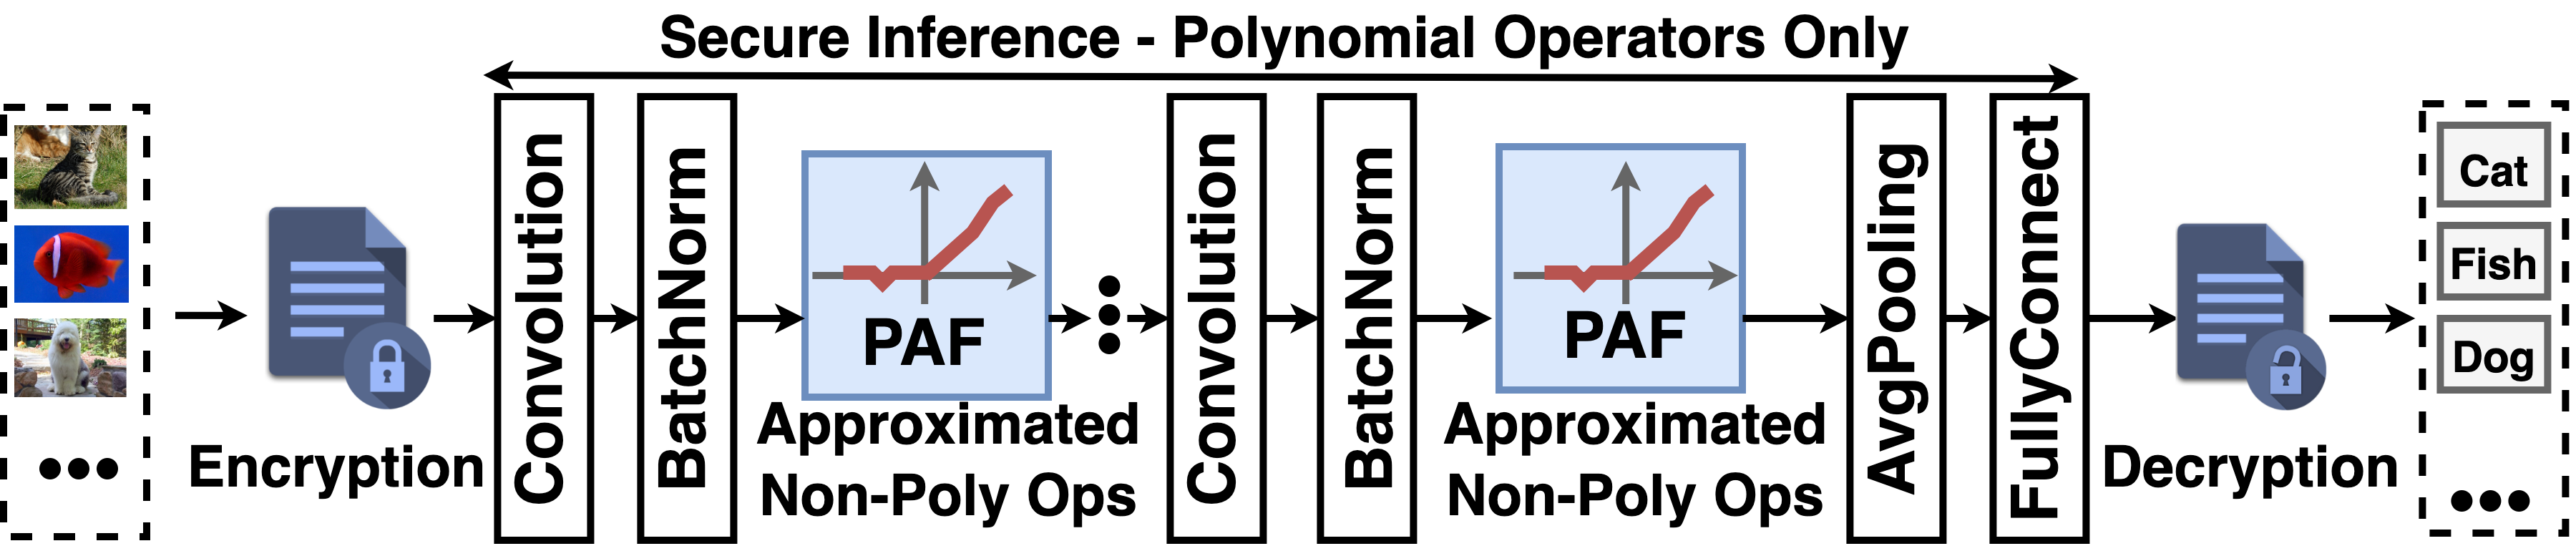 Secure Inference - Polynomial Operators Only
Encryption
Convolution
BatchNorm
PAF
Approximated
Non-Poly Ops
Convolution
BatchNorm
PAF
Approximated
Non-Poly Ops
AvgPooling
FullyConnect
Decryption
Cat
Fish
Dog